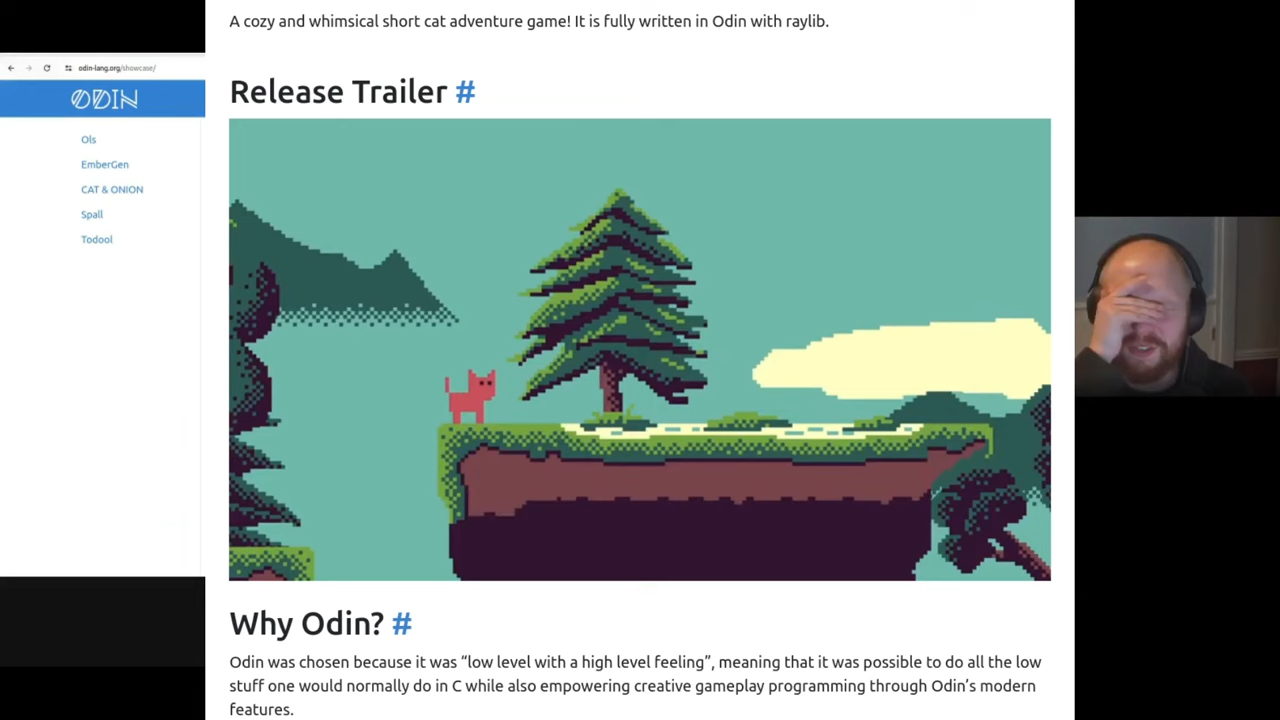 A cozy and whimsical short cat adventure game! It is fully written in Odin with raylib.
odin-lang.org/showcase/
ODIN
Ols
EmberGen
CAT & ONION
Spall
Todool
Release Trailer #
Why Odin? #
Odin was chosen because it was “low level with a high level feeling”, meaning that it was possible to do all the low
stuff one would normally do in C while also empowering creative gameplay programming through Odin’s modern
features.